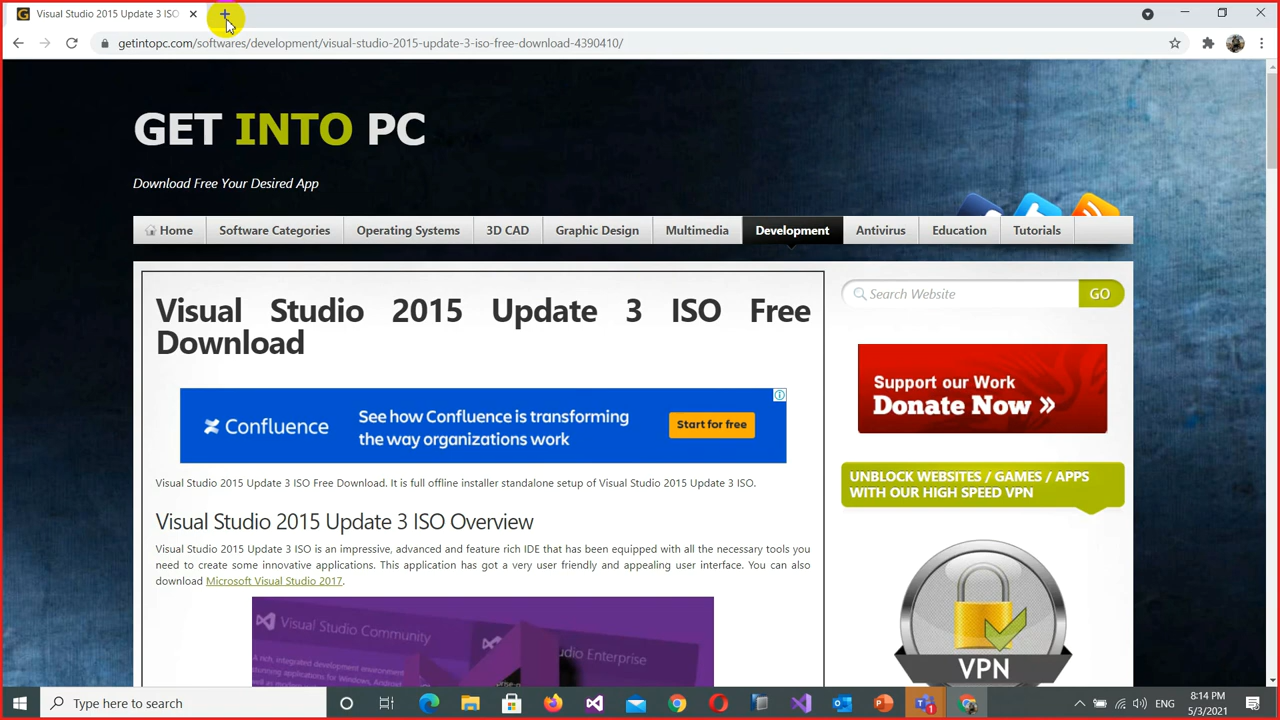 Visual Studio 2015 Update 3 ISO
getintopc.com/softwares/development/visual-studio-2015-update-3-iso-free-download-4390410/
GET INTO PC
Download Free Your Desired App
Home Software Categories Operating Systems 3D CAD Graphic Design Multimedia Development Antivirus Education Tutorials
Visual Studio 2015 Update 3 ISO Free
Download
Confluence
See how Confluence is transforming
the way organizations work
Start for free
Visual Studio 2015 Update 3 ISO Free Download. It is full offline installer standalone setup of Visual Studio 2015 Update 3 ISO.
Visual Studio 2015 Update 3 ISO Overview
Visual Studio 2015 Update 3 ISO is an impressive, advanced and feature rich IDE that has been equipped with all the necessary tools you
need to create some innovative applications. This application has got a very user friendly and appealing user interface. You can also
download Microsoft Visual Studio 2017.
Visual Studio Community
A rich, integrated development environment
Enterprise
Search Website
GO
Support our Work
Donate Now »
UNBLOCK WEBSITES / GAMES / APPS
WITH OUR HIGH SPEED VPN
VPN
Type here to search
1
ENG
8:14 PM
5/3/2021